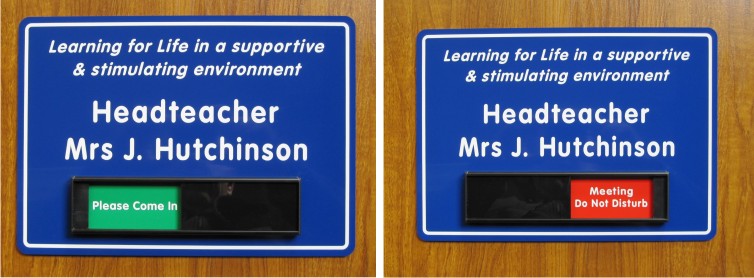 Learning for Life in a supportive
& stimulating environment
Headteacher
Mrs J. Hutchinson
Please Come In
Learning for Life in a supportive
& stimulating environment
Headteacher
Mrs J. Hutchinson
Meeting
Do Not Disturb